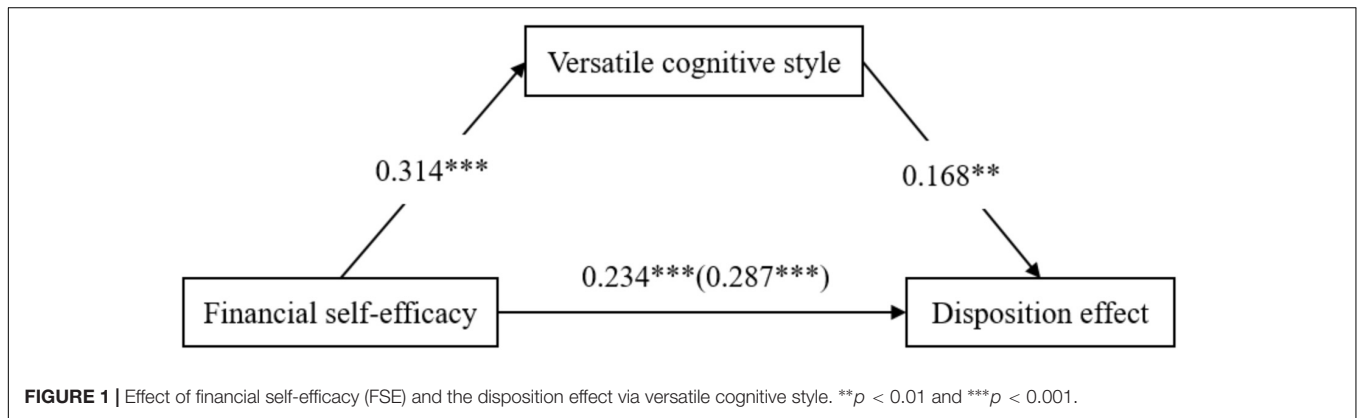 Versatile cognitive style
0.314***
0.168**
0.234***(0.287***)
Financial self-efficacy
Disposition effect
FIGURE 1 | Effect of financial self-efficacy (FSE) and the disposition effect via versatile cognitive style. **p < 0.01 and ***p < 0.001.